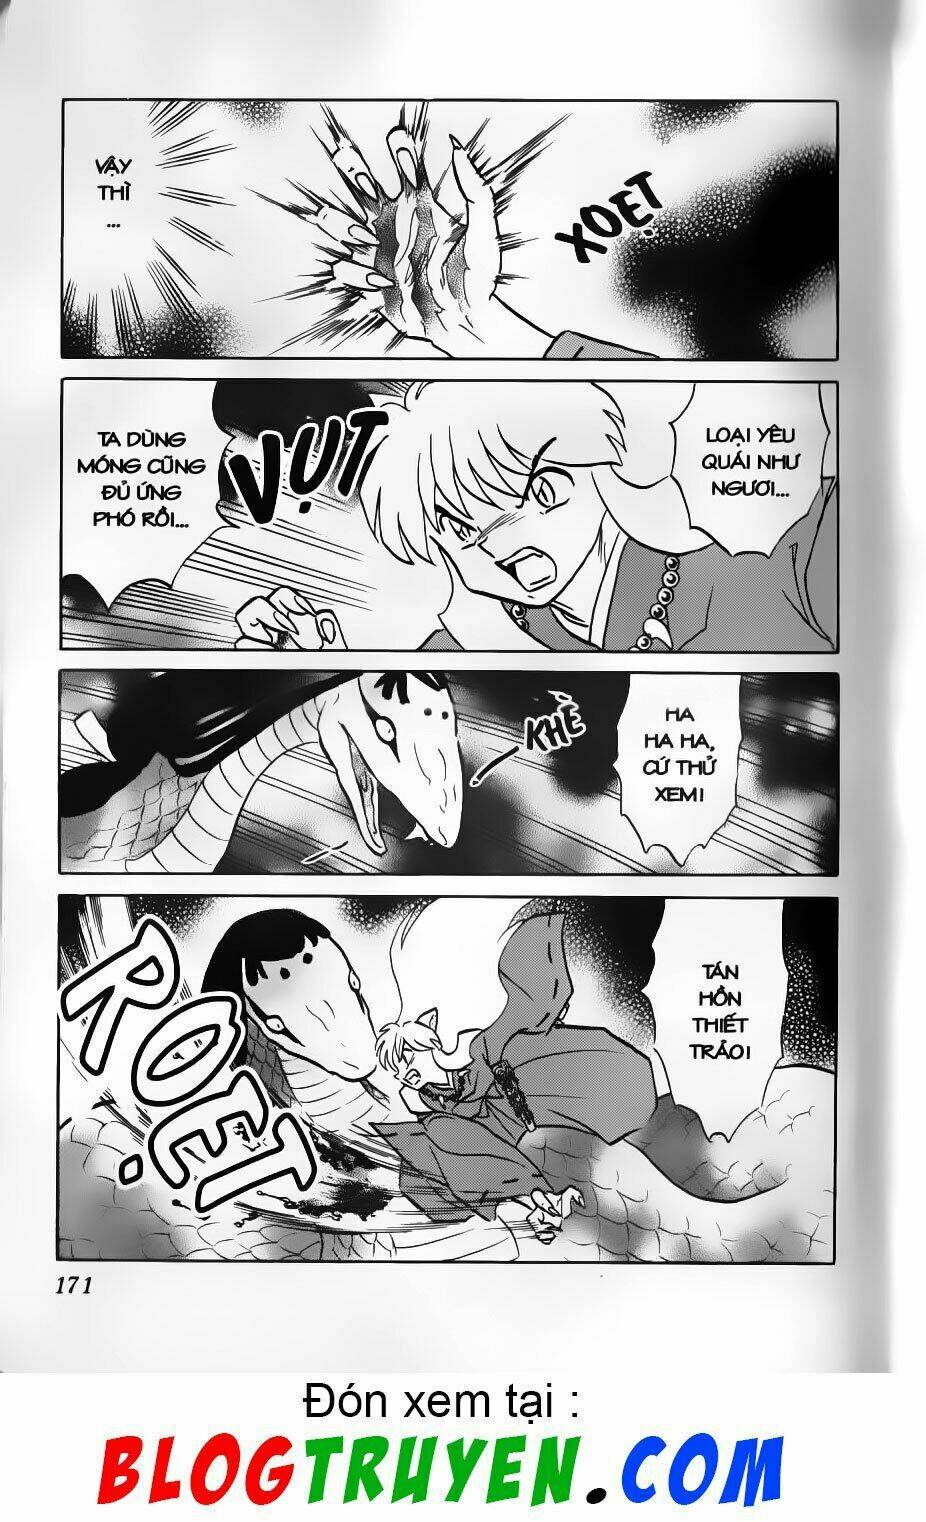 VẬY
THÌ
...
XOẸT
LOẠI YÊU
QUÁI NHƯ
NGƯƠI...
VỤT
TA DÙNG
MÓNG CŨNG
ĐỦ ỨNG
PHÓ RỒI...
HA
HA HA,
CỨ THỬ
XEM!
KHÈ
TÁN
HỒN
THIẾT
TRẢO!
ROẸT
171
Đón xem tại :
BLOGTRUYEN.COM